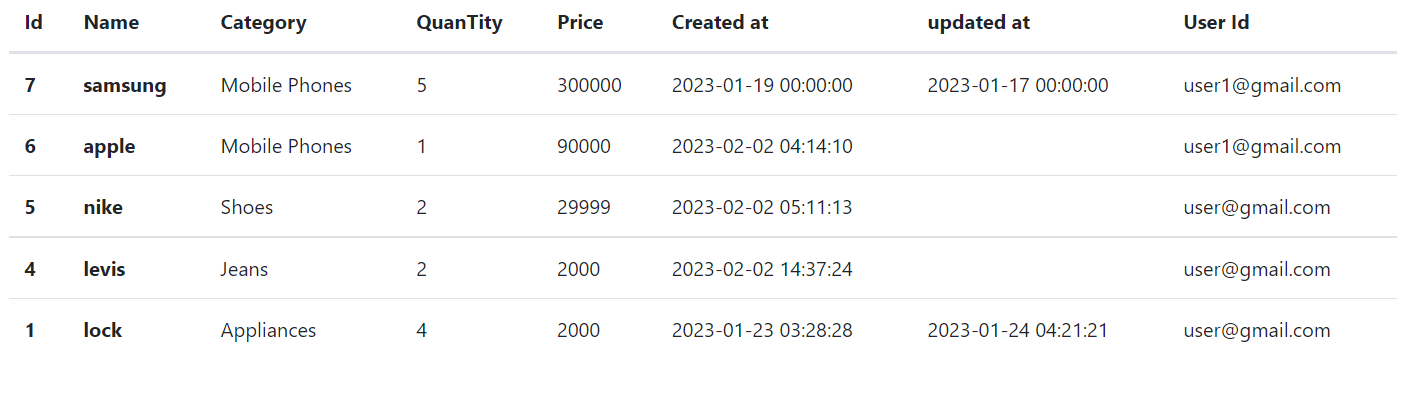 Id Name Category QuanTity Price Created at updated at User Id
7 samsung Mobile Phones 5 300000 2023-01-19 00:00:00 2023-01-17 00:00:00 user1@gmail.com
6 apple Mobile Phones 1 90000 2023-02-02 04:14:10 user1@gmail.com
5 nike Shoes 2 29999 2023-02-02 05:11:13 user@gmail.com
4 levis Jeans 2 2000 2023-02-02 14:37:24 user@gmail.com
1 lock Appliances 4 2000 2023-01-23 03:28:28 2023-01-24 04:21:21 user@gmail.com